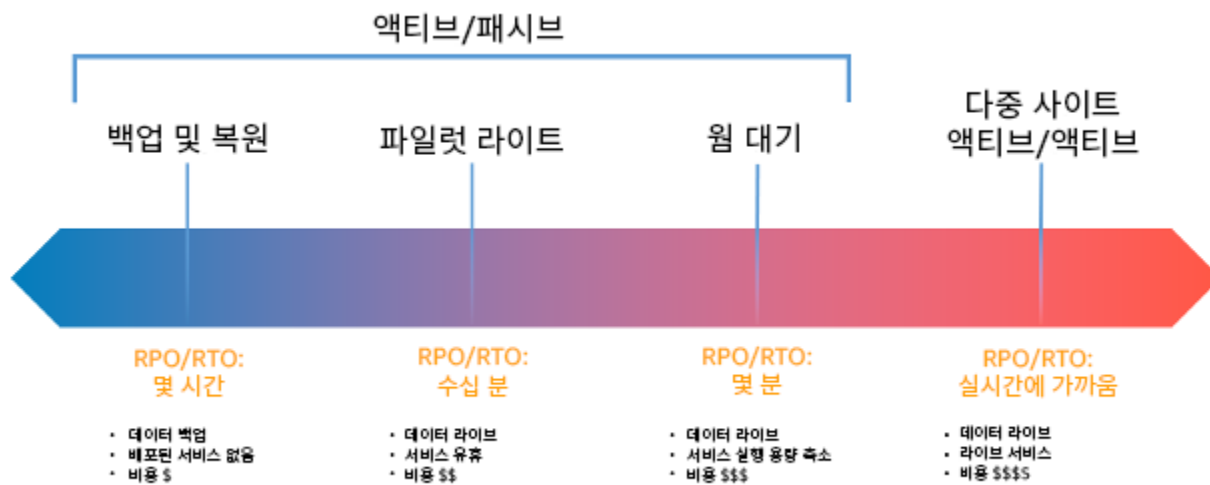 액티브/패시브
백업 및 복원
파일럿 라이트
웜 대기
다중 사이트
액티브/액티브
RPO/RTO:
몇 시간
RPO/RTO:
수십 분
RPO/RTO:
몇 분
RPO/RTO:
실시간에 가까움
• 데이터 백업
• 배포된 서비스 없음
• 비용 $
• 데이터 라이브
• 서비스 유휴
• 비용 $$
• 데이터 라이브
• 서비스 실행 용량 축소
• 비용 $$$
• 데이터 라이브
• 라이브 서비스
• 비용 $$$$